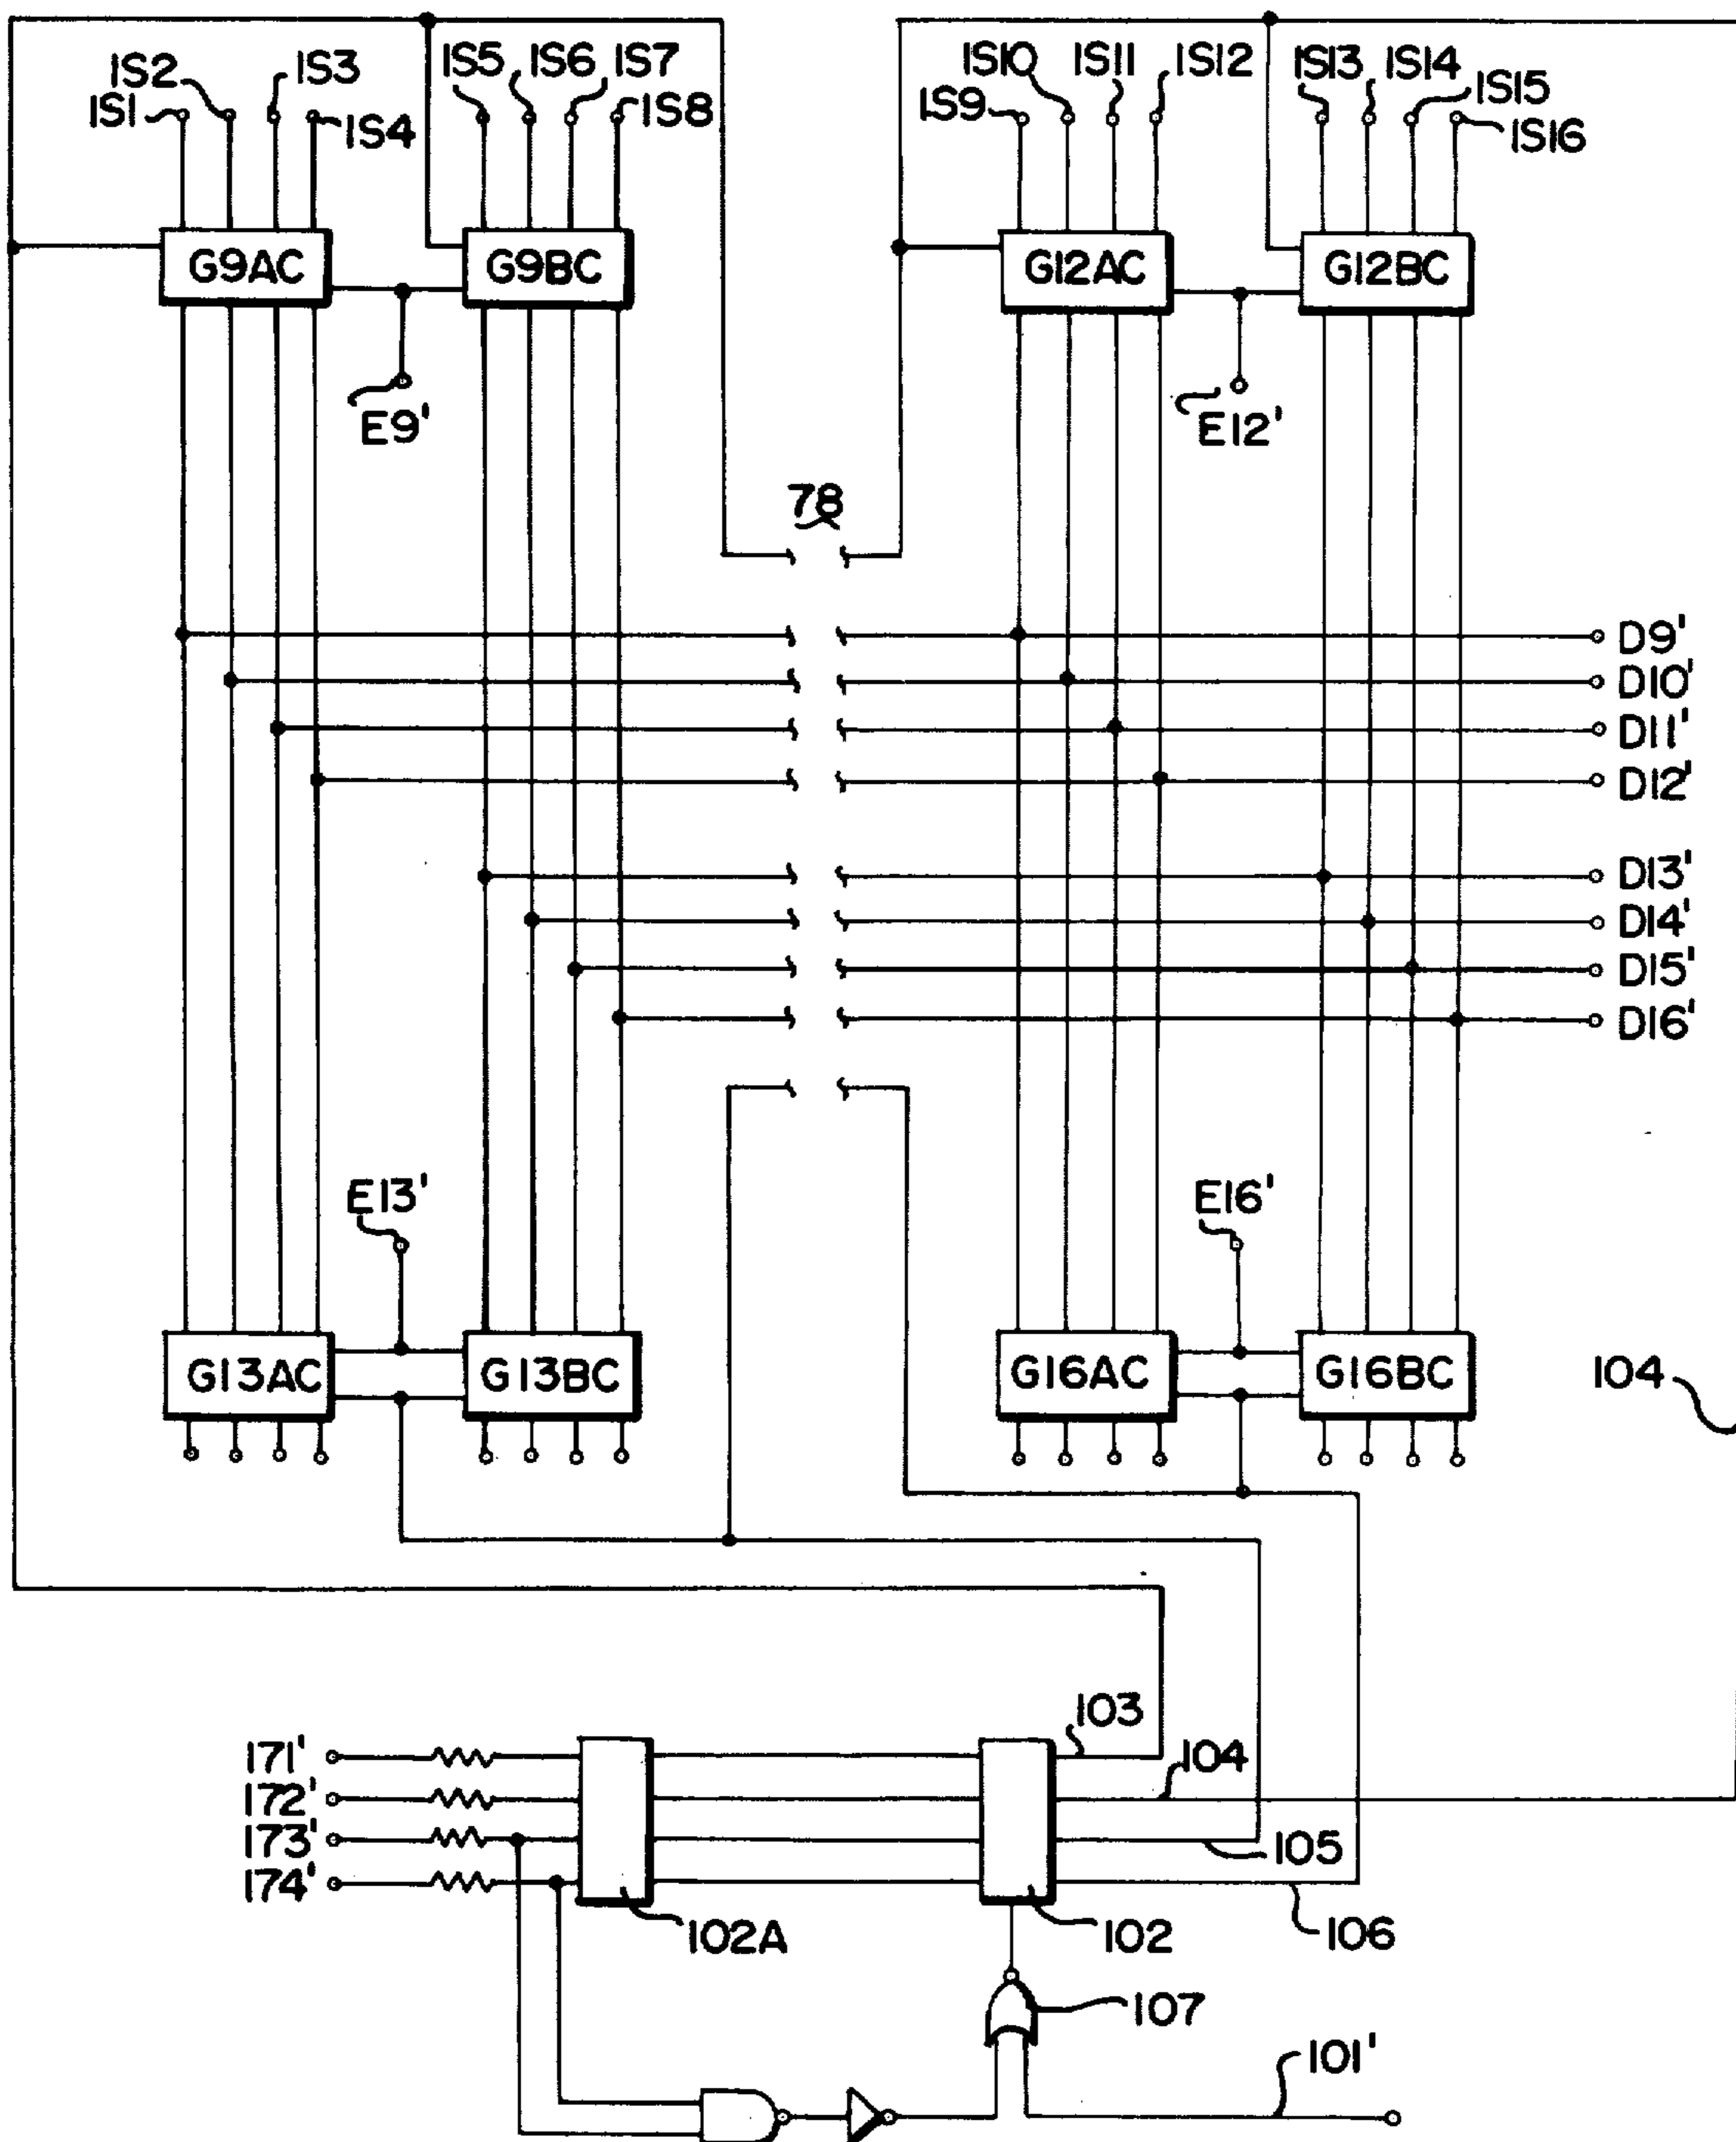 IS1
IS2
IS3
IS4
IS5
IS6
IS7
IS8
IS9
IS10
IS11
IS12
IS13
IS14
IS15
IS16
G9AC
G9BC
G12AC
G12BC
E9'
E12'
78
D9'
D10'
D11'
D12'
D13'
D14'
D15'
D16'
E13'
E16'
G13AC
G13BC
G16AC
G16BC
104
103
171'
172'
173'
174'
104
105
106
102A
102
107
101'